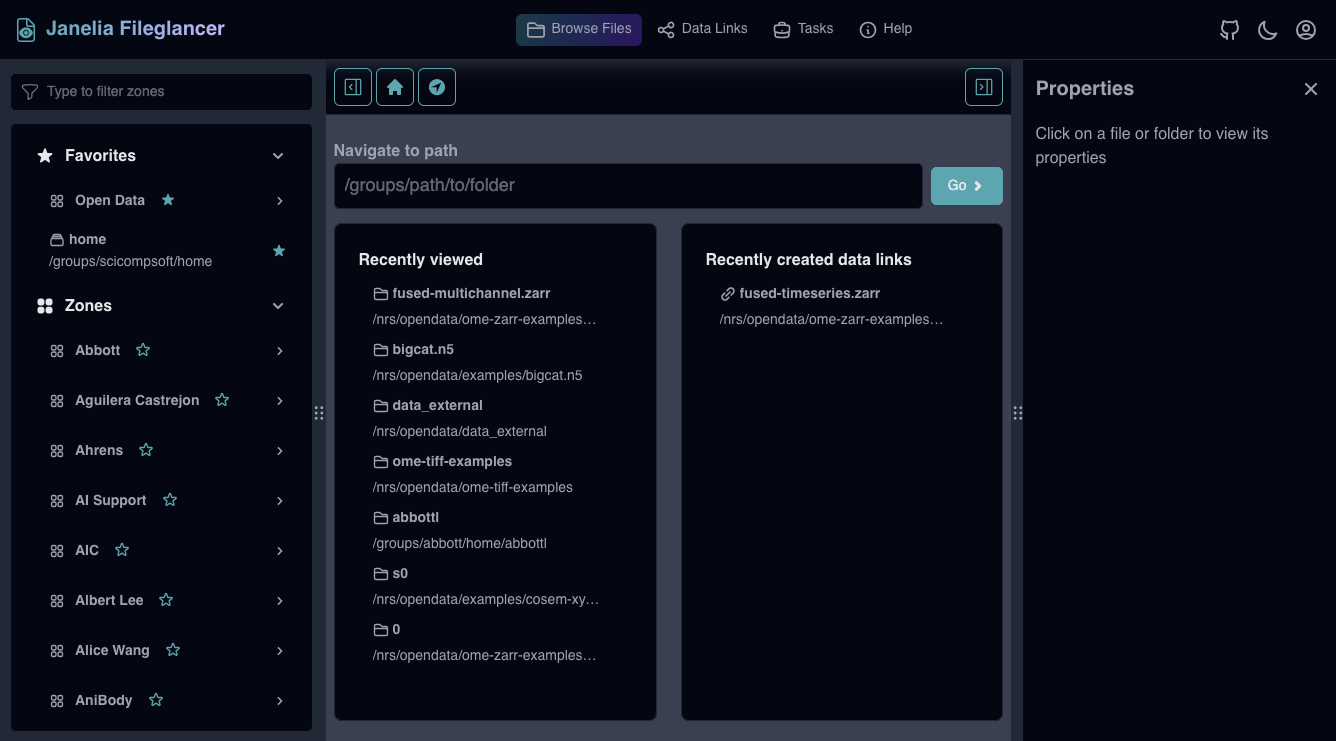 Janelia Fileglancer
Browse Files
Data Links
Tasks
Help
Type to filter zones
Favorites
Open Data
home
/groups/scicompsoft/home
Zones
Abbott
Aguilera Castrejon
Ahrens
AI Support
AIC
Albert Lee
Alice Wang
AniBody
Navigate to path
/groups/path/to/folder
Go
Recently viewed
fused-multichannel.zarr
/nrs/opendata/ome-zarr-examples…
bigcat.n5
/nrs/opendata/examples/bigcat.n5
data_external
/nrs/opendata/data_external
ome-tiff-examples
/nrs/opendata/ome-tiff-examples
abbottl
/groups/abbott/home/abbottl
s0
/nrs/opendata/examples/cosem-xy…
0
/nrs/opendata/ome-zarr-examples…
Recently created data links
fused-timeseries.zarr
/nrs/opendata/ome-zarr-examples…
Properties
Click on a file or folder to view its
properties